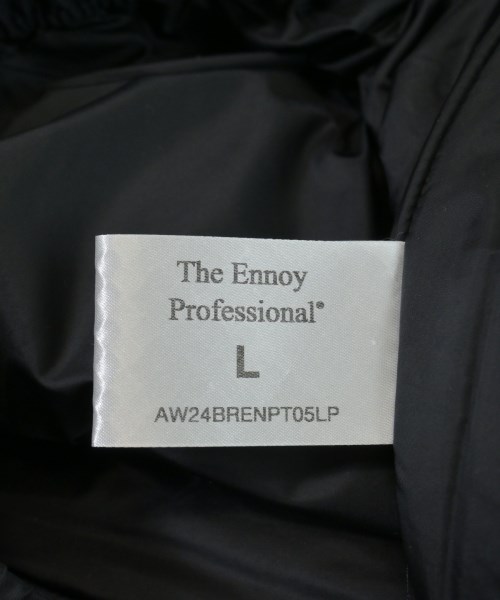 The Ennoy
Professional®
L
AW24BRENPT05LP